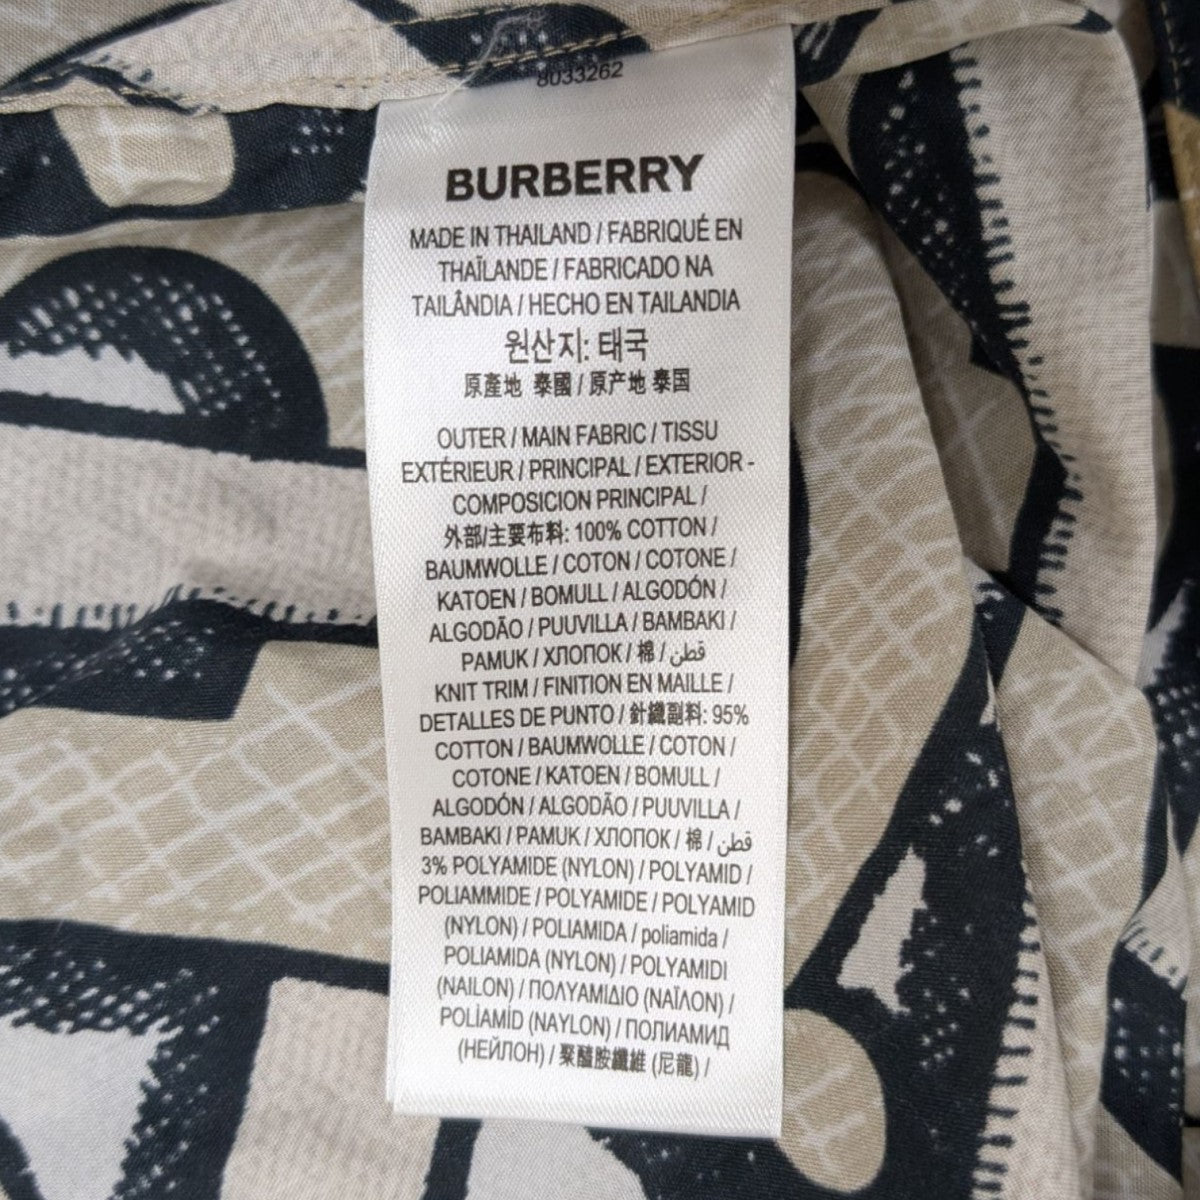 8033262
BURBERRY
MADE IN THAILAND / FABRIQUÉ EN
THAÏLANDE / FABRICADO NA
TAILÂNDIA / HECHO EN TAILANDIA
원산지: 태국
原產地 泰國 / 原产地 泰国
OUTER / MAIN FABRIC / TISSU
EXTÉRIEUR / PRINCIPAL / EXTERIOR -
COMPOSICION PRINCIPAL /
外部/主要布料: 100% COTTON /
BAUMWOLLE / COTON / COTONE /
KATOEN / BOMULL / ALGODÓN /
ALGODÃO / PUUVILLA / BAMBAKI /
PAMUK / ХЛОПОК / 棉 / قطن
KNIT TRIM / FINITION EN MAILLE /
DETALLES DE PUNTO / 針織副料: 95%
COTTON / BAUMWOLLE / COTON /
COTONE / KATOEN / BOMULL /
ALGODÓN / ALGODÃO / PUUVILLA /
BAMBAKI / PAMUK / ХЛОПОК / 棉 / قطن
3% POLYAMIDE (NYLON) / POLYAMID /
POLIAMMIDE / POLYAMIDE / POLYAMID
(NYLON) / POLIAMIDA / poliamida /
POLIAMIDA (NYLON) / POLYAMIDI
(NAILON) / ΠΟΛΥΑΜΙΔΙΟ (ΝΑΪΛΟΝ) /
POLİAMİD (NAYLON) / ПОЛИАМИД
(НЕЙЛОН) / 聚醯胺纖維 (尼龍) /